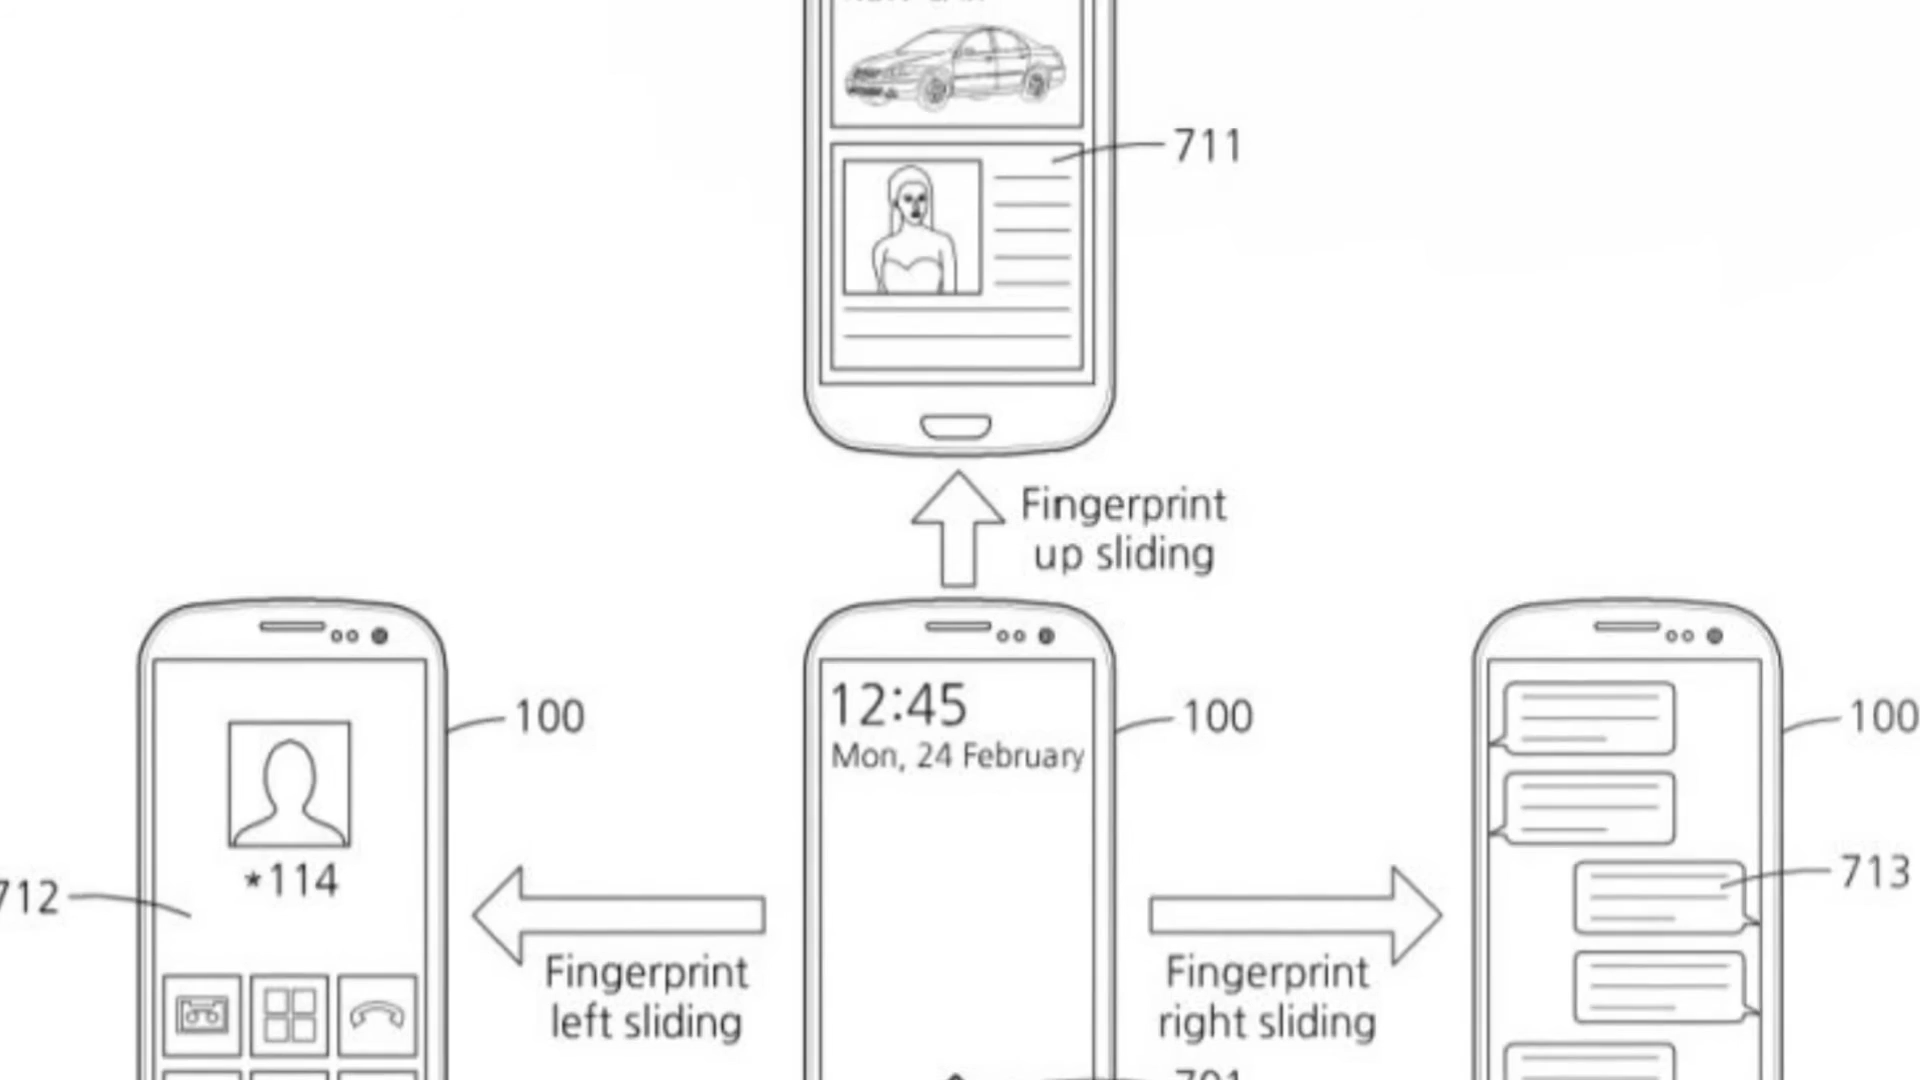 711
Fingerprint
up sliding
12:45
Mon, 24 February
100
100
100
*114
712
713
Fingerprint
left sliding
Fingerprint
right sliding